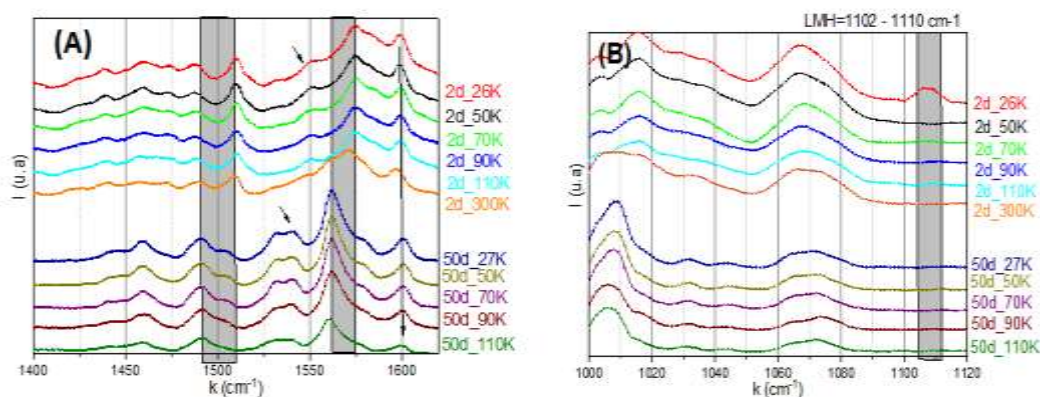 LMH=1102 - 1110 cm-1
(A)
2d_26K
2d_50K
2d_70K
2d_90K
2d_110K
2d_300K
50d_27K
50d_50K
50d_70K
50d_90K
50d_110K
I (u. a)
1400 1450 1500 1550 1600
k (cm⁻¹)
(B)
2d_26K
2d_50K
2d_70K
2d_90K
2d_110K
2d_300K
50d_27K
50d_50K
50d_70K
50d_90K
50d_110K
I (u. a)
1000 1020 1040 1060 1080 1100 1120
k (cm⁻¹)